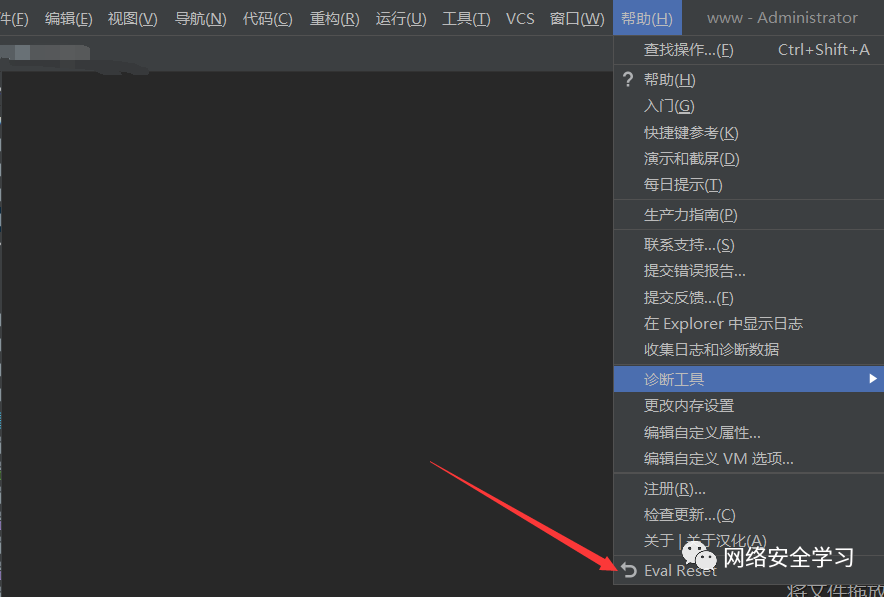 件(F) 编辑(E) 视图(V) 导航(N) 代码(C) 重构(R) 运行(U) 工具(T) VCS 窗口(W) 帮助(H) www - Administrator
查找操作...(F) Ctrl+Shift+A
? 帮助(H)
入门(G)
快捷键参考(K)
演示和截屏(D)
每日提示(T)
生产力指南(P)
联系支持...(S)
提交错误报告...
提交反馈...(F)
在 Explorer 中显示日志
收集日志和诊断数据
诊断工具
更改内存设置
编辑自定义属性...
编辑自定义 VM 选项...
注册(R)...
检查更新...(C)
关于 | 关于汉化(A)
网络安全学习
Eval Reset
将文件拖放